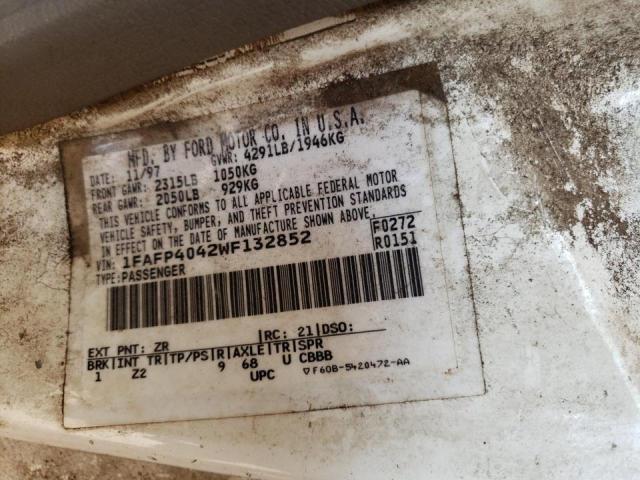 MFD. BY FORD MOTOR CO. IN U.S.A.
DATE: 11/97 GVWR: 4291LB/1946KG
FRONT GAWR: 2315LB 1050KG
REAR GAWR: 2050LB 929KG
THIS VEHICLE CONFORMS TO ALL APPLICABLE FEDERAL MOTOR
VEHICLE SAFETY, BUMPER, AND THEFT PREVENTION STANDARDS
IN EFFECT ON THE DATE OF MANUFACTURE SHOWN ABOVE.
VIN: 1FAFP4042WF132852 F0272
TYPE: PASSENGER R0151
EXT PNT: ZR RC: 21 DSO:
BRK INT TR TP/PS R AXLE TR SPR
1 Z2 9 68 U CBBB
UPC ▽F60B-5420472-AA